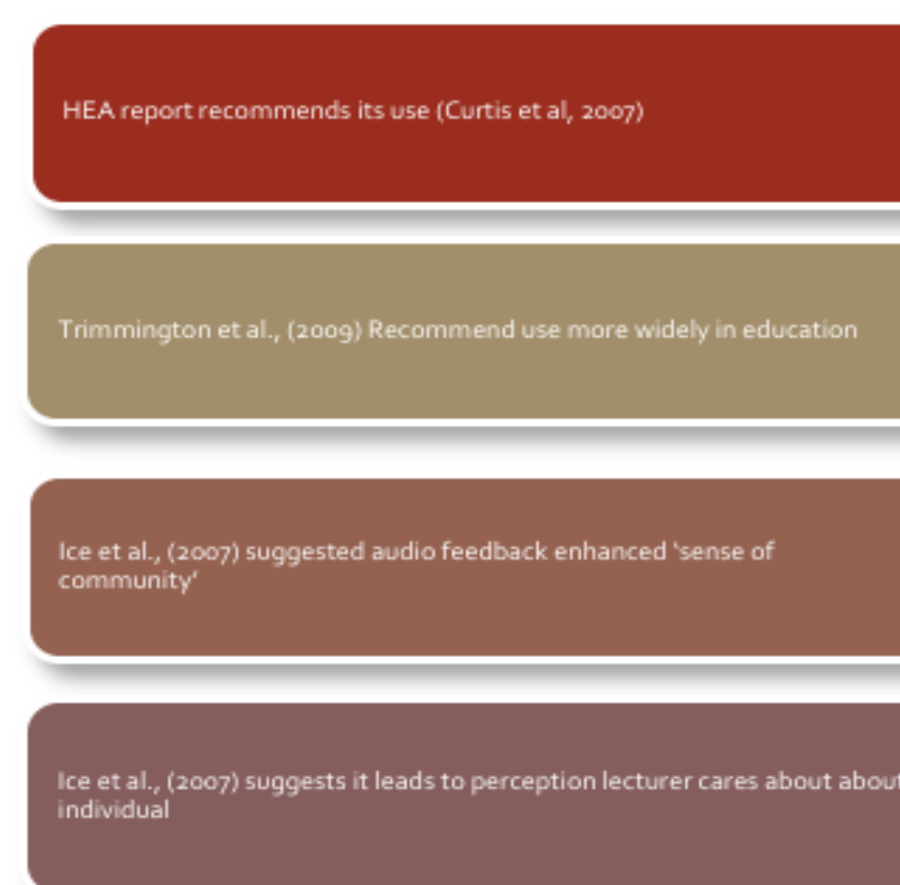 HEA report recommends its use (Curtis et al, 2007)
Trimmington et al., (2009) Recommend use more widely in education
Ice et al., (2007) suggested audio feedback enhanced ‘sense of
community’
Ice et al., (2007) suggests it leads to perception lecturer cares about about
individual